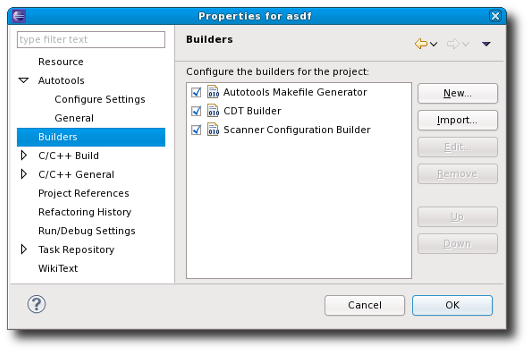 Properties for asdf
type filter text
Resource
Autotools
Configure Settings
General
Builders
C/C++ Build
C/C++ General
Project References
Refactoring History
Run/Debug Settings
Task Repository
WikiText
Builders
Configure the builders for the project:
Autotools Makefile Generator
CDT Builder
Scanner Configuration Builder
New...
Import...
Edit...
Remove
Up
Down
Cancel
OK